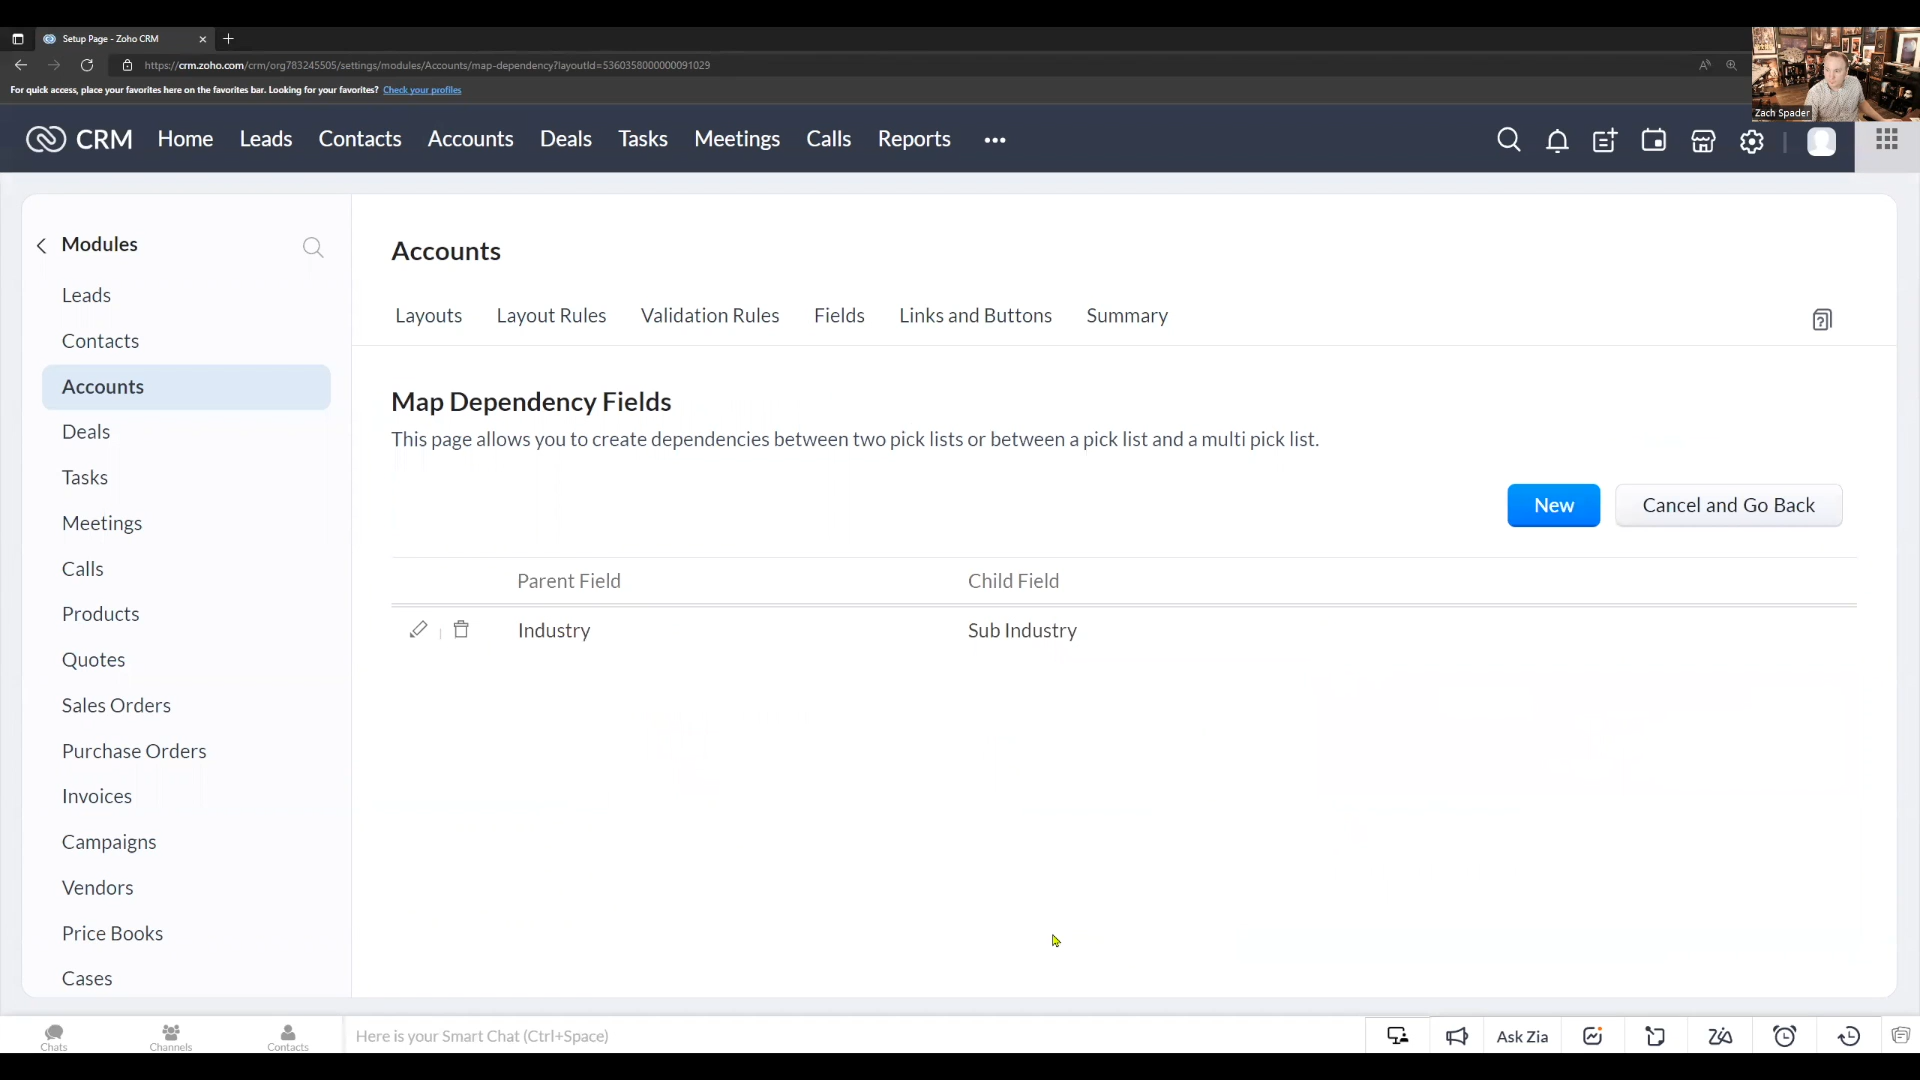 Setup Page - Zoho CRM
https://crm.zoho.com/crm/org783245505/settings/modules/Accounts/map-dependency?layoutId=5360358000000091029
For quick access, place your favorites here on the favorites bar. Looking for your favorites? Check your profiles
Zach Spader
CRM Home Leads Contacts Accounts Deals Tasks Meetings Calls Reports
Modules
Leads
Contacts
Accounts
Deals
Tasks
Meetings
Calls
Products
Quotes
Sales Orders
Purchase Orders
Invoices
Campaigns
Vendors
Price Books
Cases
Accounts
Layouts Layout Rules Validation Rules Fields Links and Buttons Summary
Map Dependency Fields
This page allows you to create dependencies between two pick lists or between a pick list and a multi pick list.
New Cancel and Go Back
Parent Field Child Field
Industry Sub Industry
Chats Channels Contacts Here is your Smart Chat (Ctrl+Space) Ask Zia